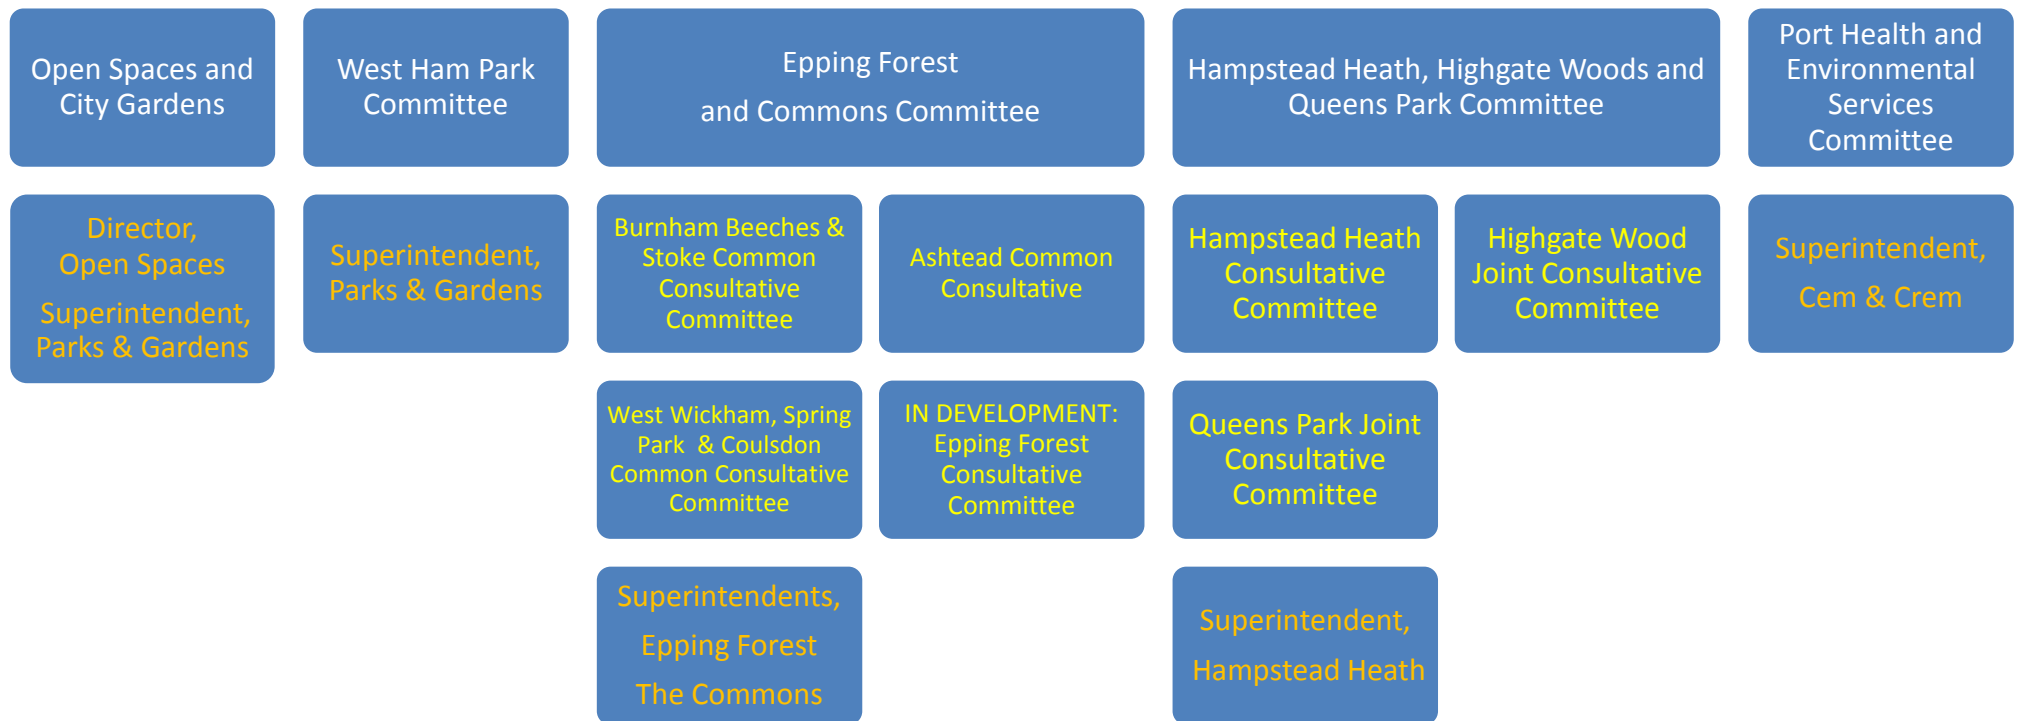 Open Spaces and
City Gardens
West Ham Park
Committee
Epping Forest
and Commons Committee
Hampstead Heath, Highgate Woods and
Queens Park Committee
Port Health and
Environmental
Services
Committee
Director,
Open Spaces
Superintendent,
Parks & Gardens
Superintendent,
Parks & Gardens
Burnham Beeches &
Stoke Common
Consultative
Committee
Ashtead Common
Consultative
Hampstead Heath
Consultative
Committee
Highgate Wood
Joint Consultative
Committee
Superintendent,
Cem & Crem
West Wickham, Spring
Park & Coulsdon
Common Consultative
Committee
IN DEVELOPMENT:
Epping Forest
Consultative
Committee
Queens Park Joint
Consultative
Committee
Superintendents,
Epping Forest
The Commons
Superintendent,
Hampstead Heath